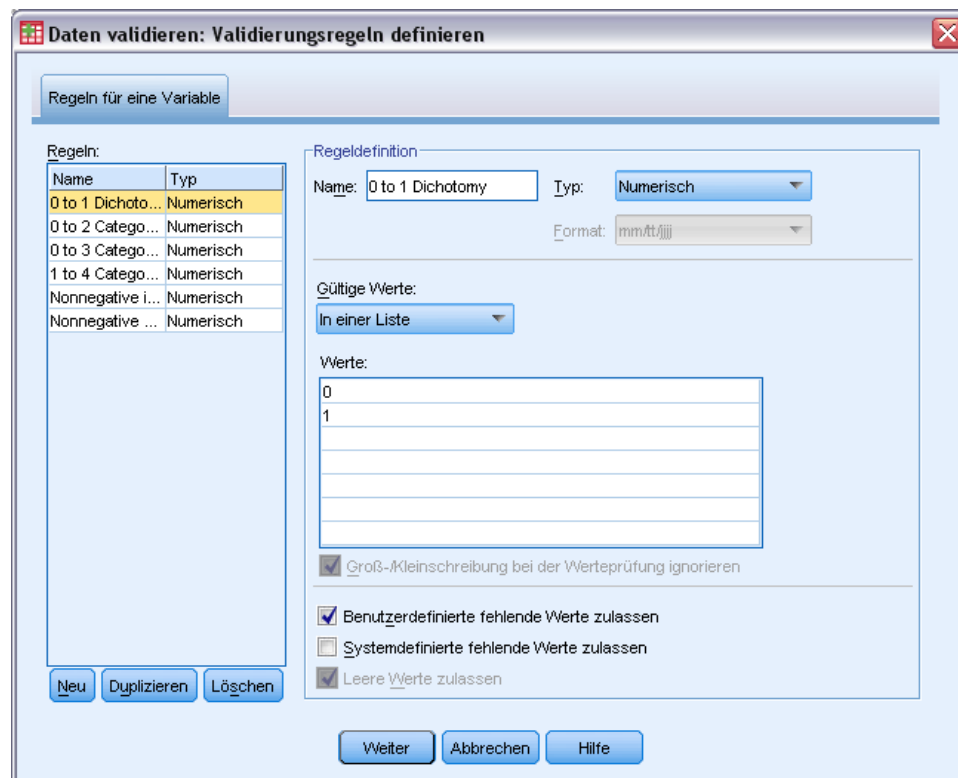 Daten validieren: Validierungsregeln definieren
Regeln für eine Variable
Regeln:
Name Typ
0 to 1 Dichoto... Numerisch
0 to 2 Catego... Numerisch
0 to 3 Catego... Numerisch
1 to 4 Catego... Numerisch
Nonnegative i... Numerisch
Nonnegative ... Numerisch
Neu Duplizieren Löschen
Regeldefinition
Name: 0 to 1 Dichotomy Typ: Numerisch
Format: mm/tt/jjjj
Gültige Werte:
In einer Liste
Werte:
0
1
Groß-/Kleinschreibung bei der Werteprüfung ignorieren
Benutzerdefinierte fehlende Werte zulassen
Systemdefinierte fehlende Werte zulassen
Leere Werte zulassen
Weiter Abbrechen Hilfe